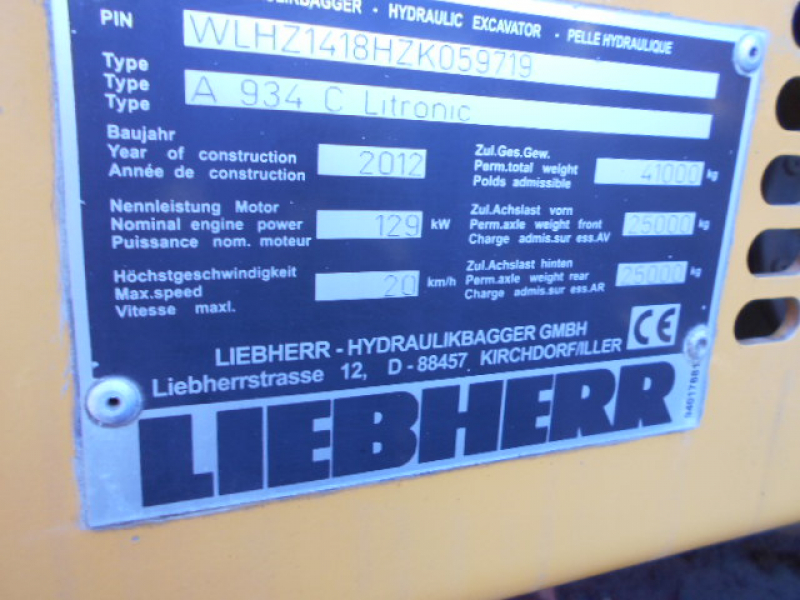 HYDRAULIKBAGGER - HYDRAULIC EXCAVATOR - PELLE HYDRAULIQUE
PIN WLHZ1418HZK059719
Type
Type A 934 C Litronic
Type
Baujahr
Year of construction 2012
Année de construction
Zul.Ges.Gew.
Perm.total weight 41000 kg
Poids admissible
Nennleistung Motor
Nominal engine power 129 kW
Puissance nom. moteur
Zul.Achslast vorn
Perm.axle weight front 25000 kg
Charge admis.sur ess.AV
Höchstgeschwindigkeit
Max.speed 20 km/h
Vitesse maxl.
Zul.Achslast hinten
Perm.axle weight rear 25000 kg
Charge admis.sur ess.AR
LIEBHERR - HYDRAULIKBAGGER GMBH
Liebherrstrasse 12, D - 88457 KIRCHDORF/ILLER
CE
LIEBHERR
94017681